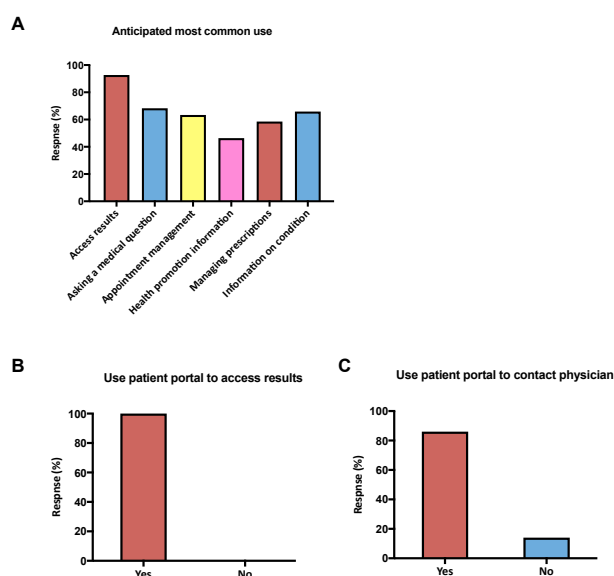 A
Anticipated most common use
Respnse (%)
100
80
60
40
20
0
Access results
Asking a medical question
Appointment management
Health promotion information
Managing prescriptions
Information on condition
B
Use patient portal to access results
Respnse (%)
100
80
60
40
20
0
Yes
No
C
Use patient portal to contact physician
Respnse (%)
100
80
60
40
20
0
Yes
No